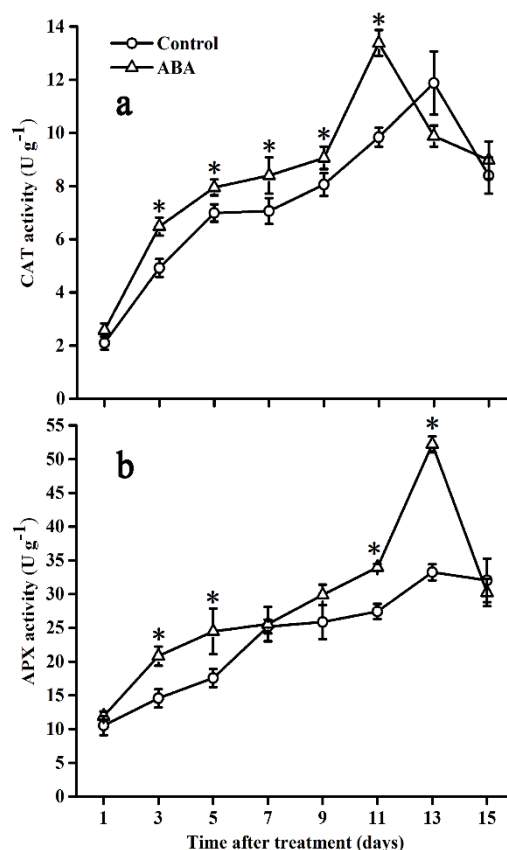 14
Control
ABA
12
a
10
8
6
4
2
0
CAT activity (U g⁻¹)
* * * * *
55
50
b
45
40
35
30
25
20
15
10
5
0
APX activity (U g⁻¹)
* * * *
1 3 5 7 9 11 13 15
Time after treatment (days)